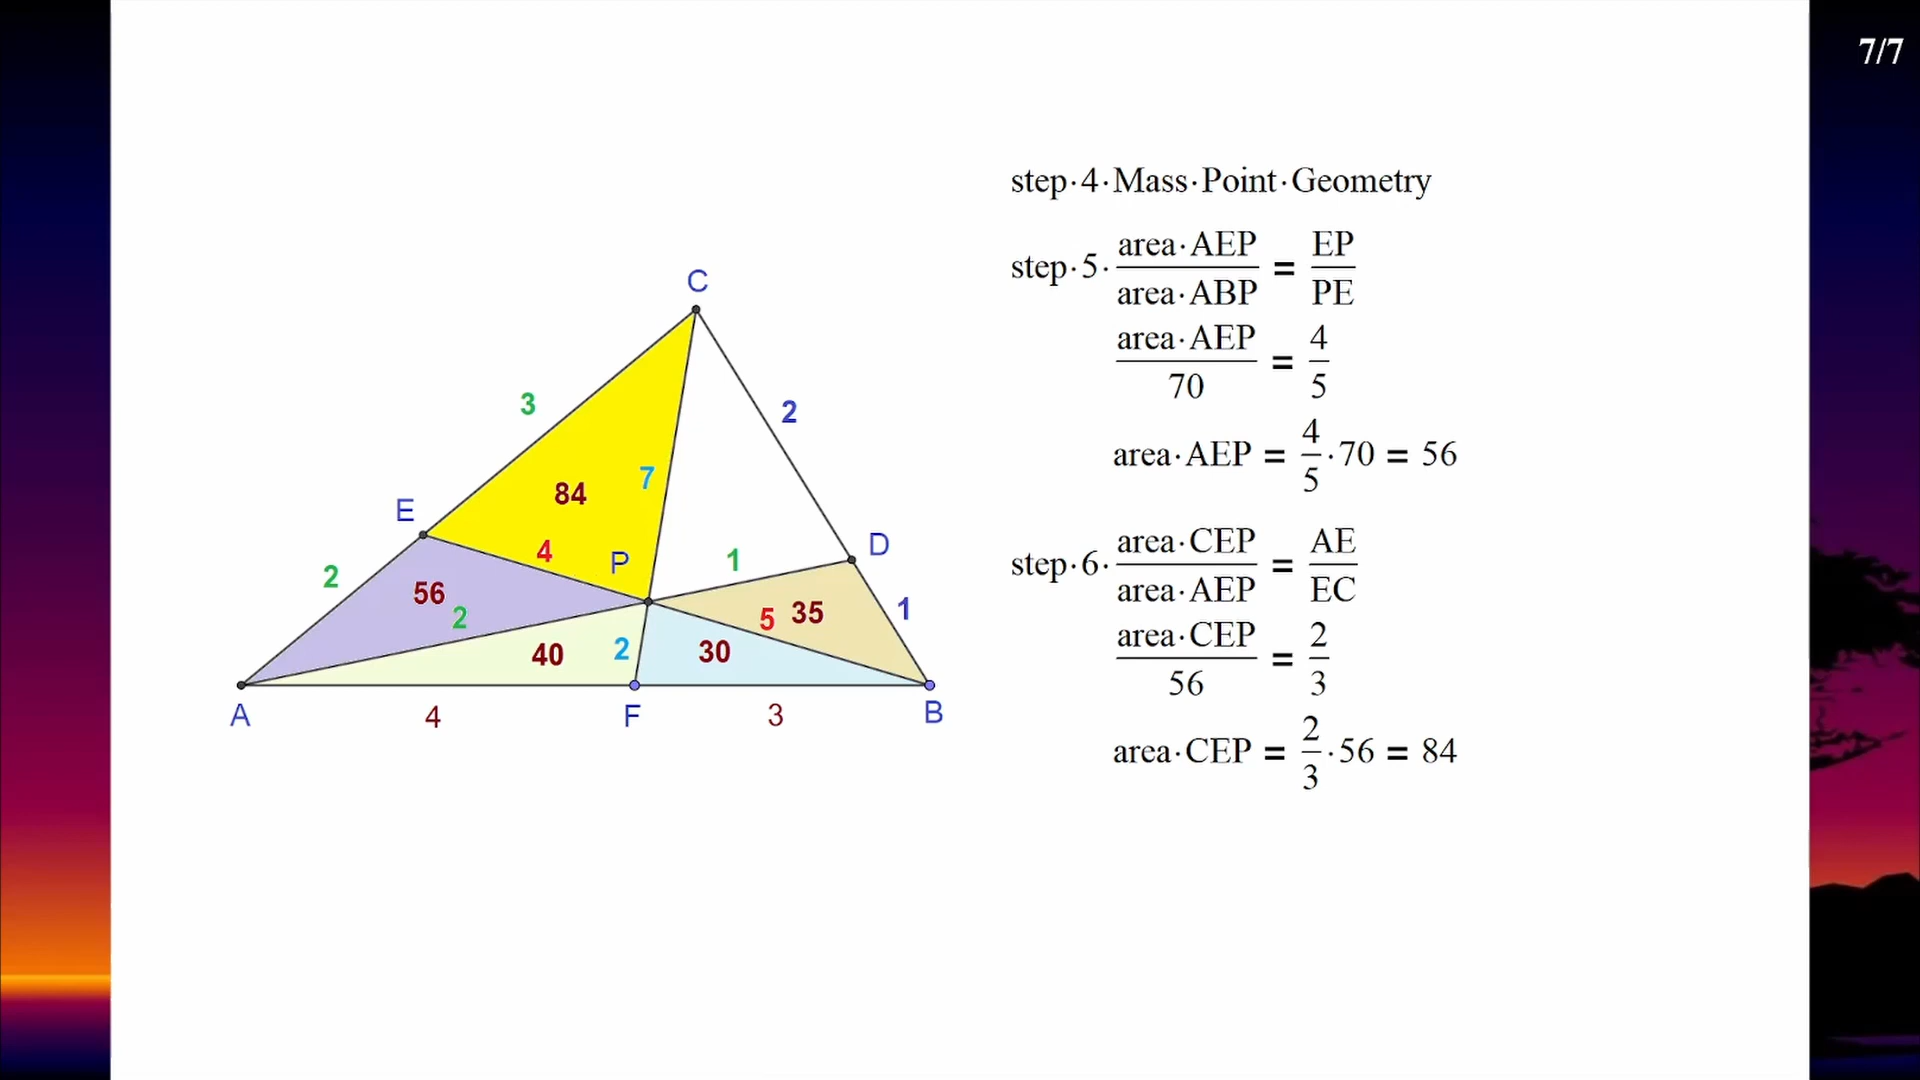 7/7
step·4·Mass·Point·Geometry
step·5· area·AEP / area·ABP = EP / PE
area·AEP / 70 = 4 / 5
area·AEP = 4 / 5 ·70 = 56
step·6· area·CEP / area·AEP = AE / EC
area·CEP / 56 = 2 / 3
area·CEP = 2 / 3 ·56 = 84
C
3
2
84
7
E
4
P
1
D
2
56
2
5
35
1
40
2
30
A
4
F
3
B